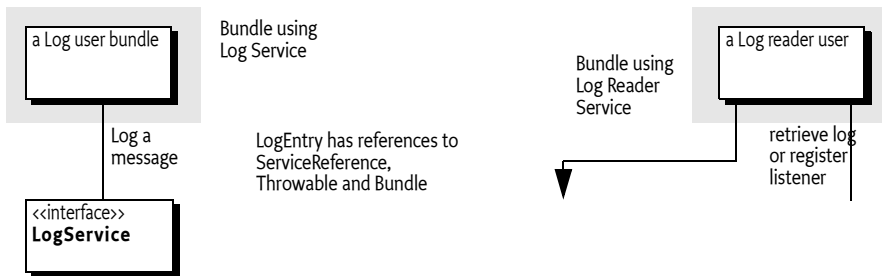 a Log user bundle
Bundle using
Log Service
a Log reader user
Bundle using
Log Reader
Service
Log a
message
LogEntry has references to
ServiceReference,
Throwable and Bundle
retrieve log
or register
listener
<<interface>>
LogService